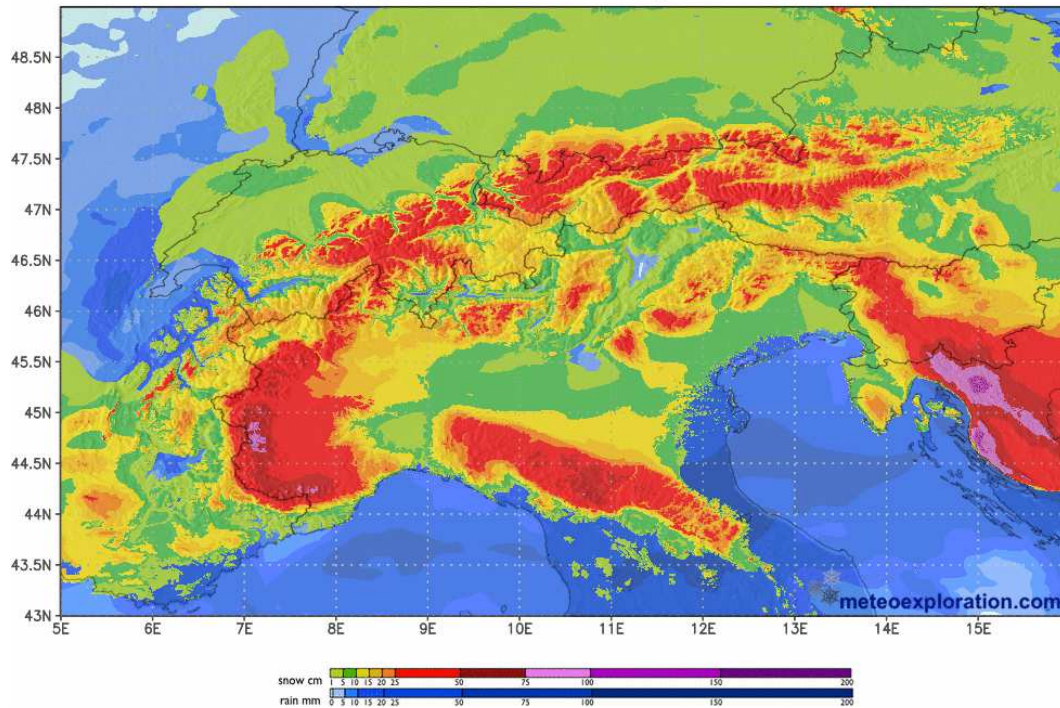 48.5N
48N
47.5N
47N
46.5N
46N
45.5N
45N
44.5N
44N
43.5N
43N
meteoexploration.com
5E 6E 7E 8E 9E 10E 11E 12E 13E 14E 15E
snow cm
1 5 10 15 20 25 50 75 100 150 200
rain mm
0 5 10 15 20 25 50 75 100 150 200